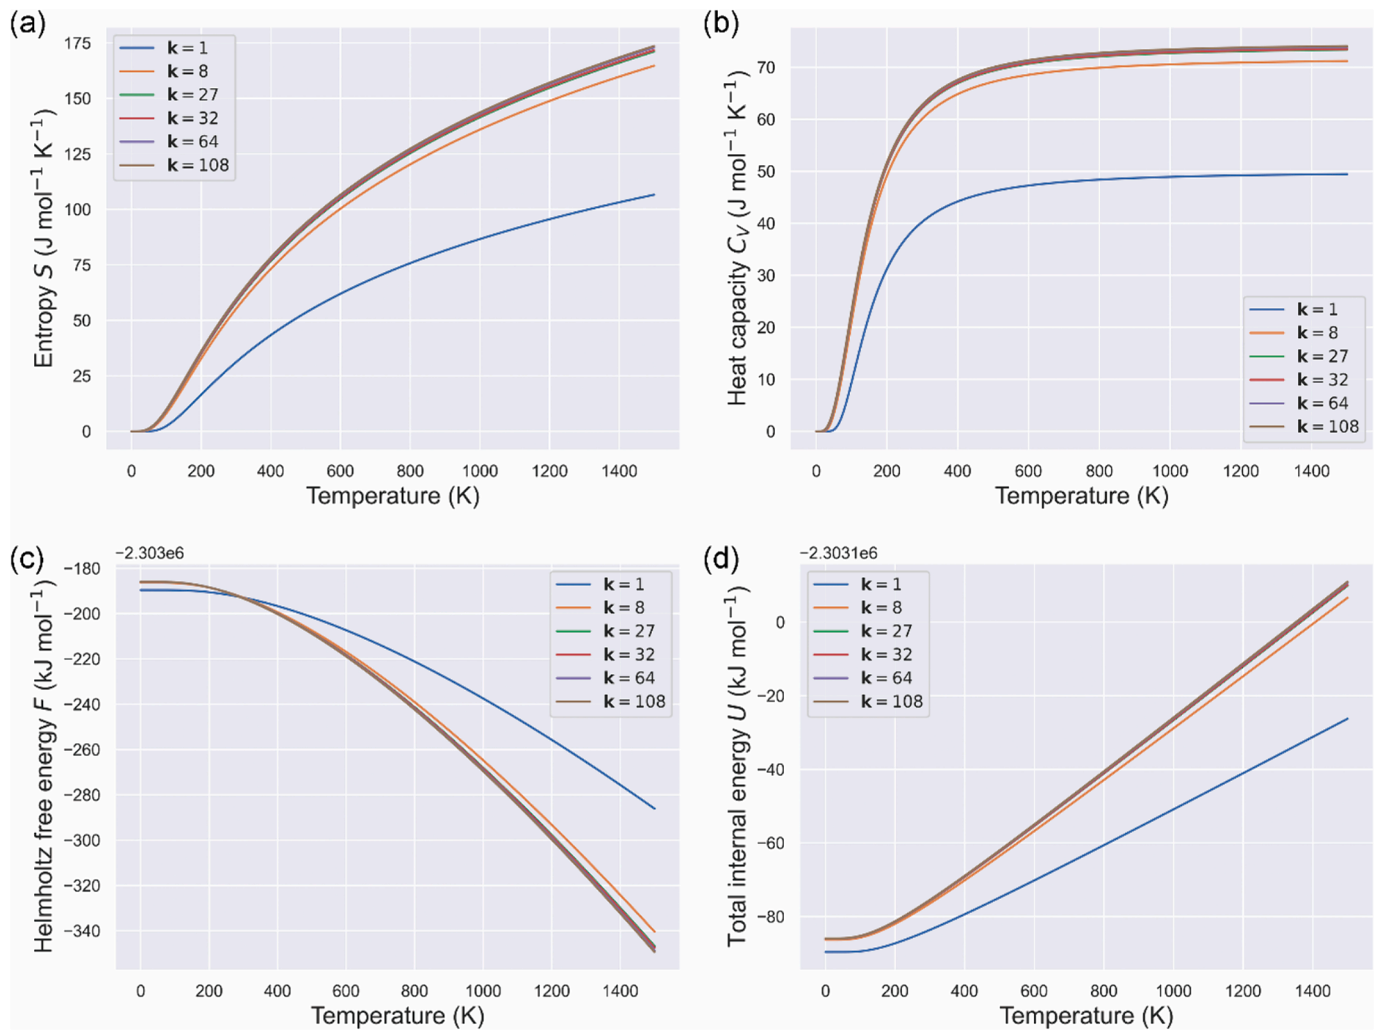 (a)
175
150
125
100
75
50
25
0
Entropy S (J mol⁻¹ K⁻¹)
k = 1
k = 8
k = 27
k = 32
k = 64
k = 108
0 200 400 600 800 1000 1200 1400
Temperature (K)
(b)
70
60
50
40
30
20
10
0
Heat capacity C_V (J mol⁻¹ K⁻¹)
k = 1
k = 8
k = 27
k = 32
k = 64
k = 108
0 200 400 600 800 1000 1200 1400
Temperature (K)
(c)
−2.303e6
−180
−200
−220
−240
−260
−280
−300
−320
−340
Helmholtz free energy F (kJ mol⁻¹)
k = 1
k = 8
k = 27
k = 32
k = 64
k = 108
0 200 400 600 800 1000 1200 1400
Temperature (K)
(d)
−2.3031e6
0
−20
−40
−60
−80
Total internal energy U (kJ mol⁻¹)
k = 1
k = 8
k = 27
k = 32
k = 64
k = 108
0 200 400 600 800 1000 1200 1400
Temperature (K)